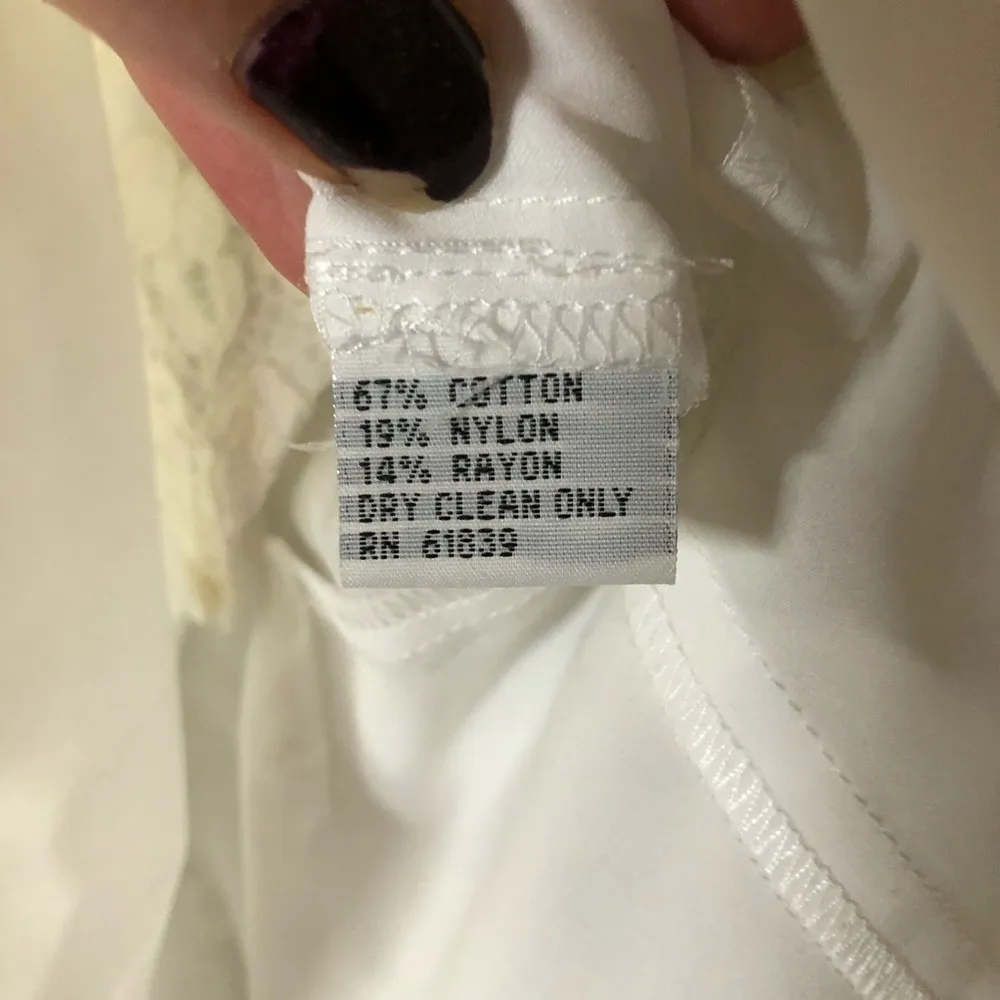 67% COTTON
19% NYLON
14% RAYON
DRY CLEAN ONLY
RN 61839